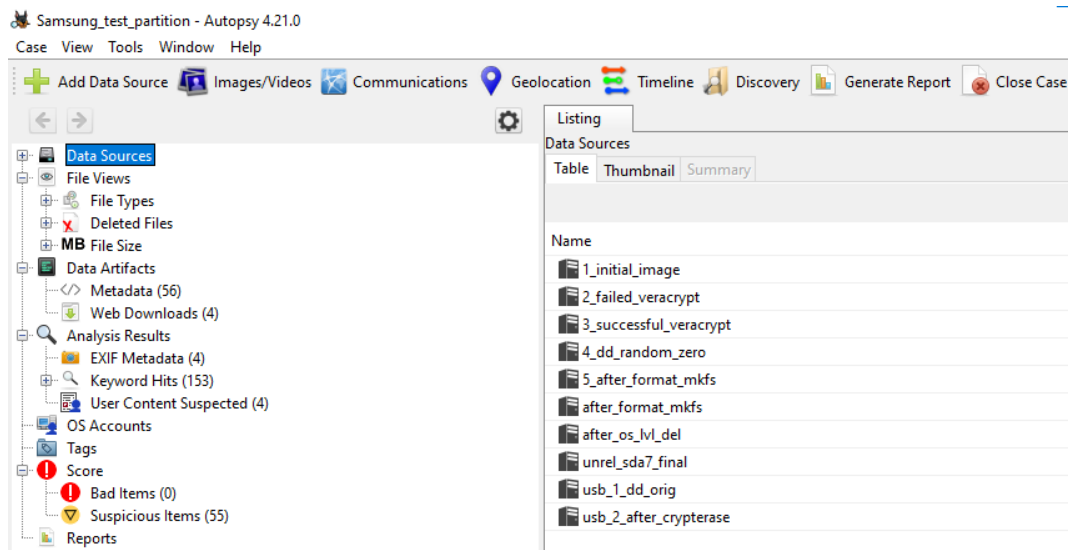 Samsung_test_partition - Autopsy 4.21.0
Case View Tools Window Help
Add Data Source Images/Videos Communications Geolocation Timeline Discovery Generate Report Close Case
Listing
Data Sources
Table Thumbnail Summary
Data Sources
File Views
File Types
Deleted Files
MB File Size
Data Artifacts
Metadata (56)
Web Downloads (4)
Analysis Results
EXIF Metadata (4)
Keyword Hits (153)
User Content Suspected (4)
OS Accounts
Tags
Score
Bad Items (0)
Suspicious Items (55)
Reports
Name
1_initial_image
2_failed_veracrypt
3_successful_veracrypt
4_dd_random_zero
5_after_format_mkfs
after_format_mkfs
after_os_lvl_del
unrel_sda7_final
usb_1_dd_orig
usb_2_after_crypterase